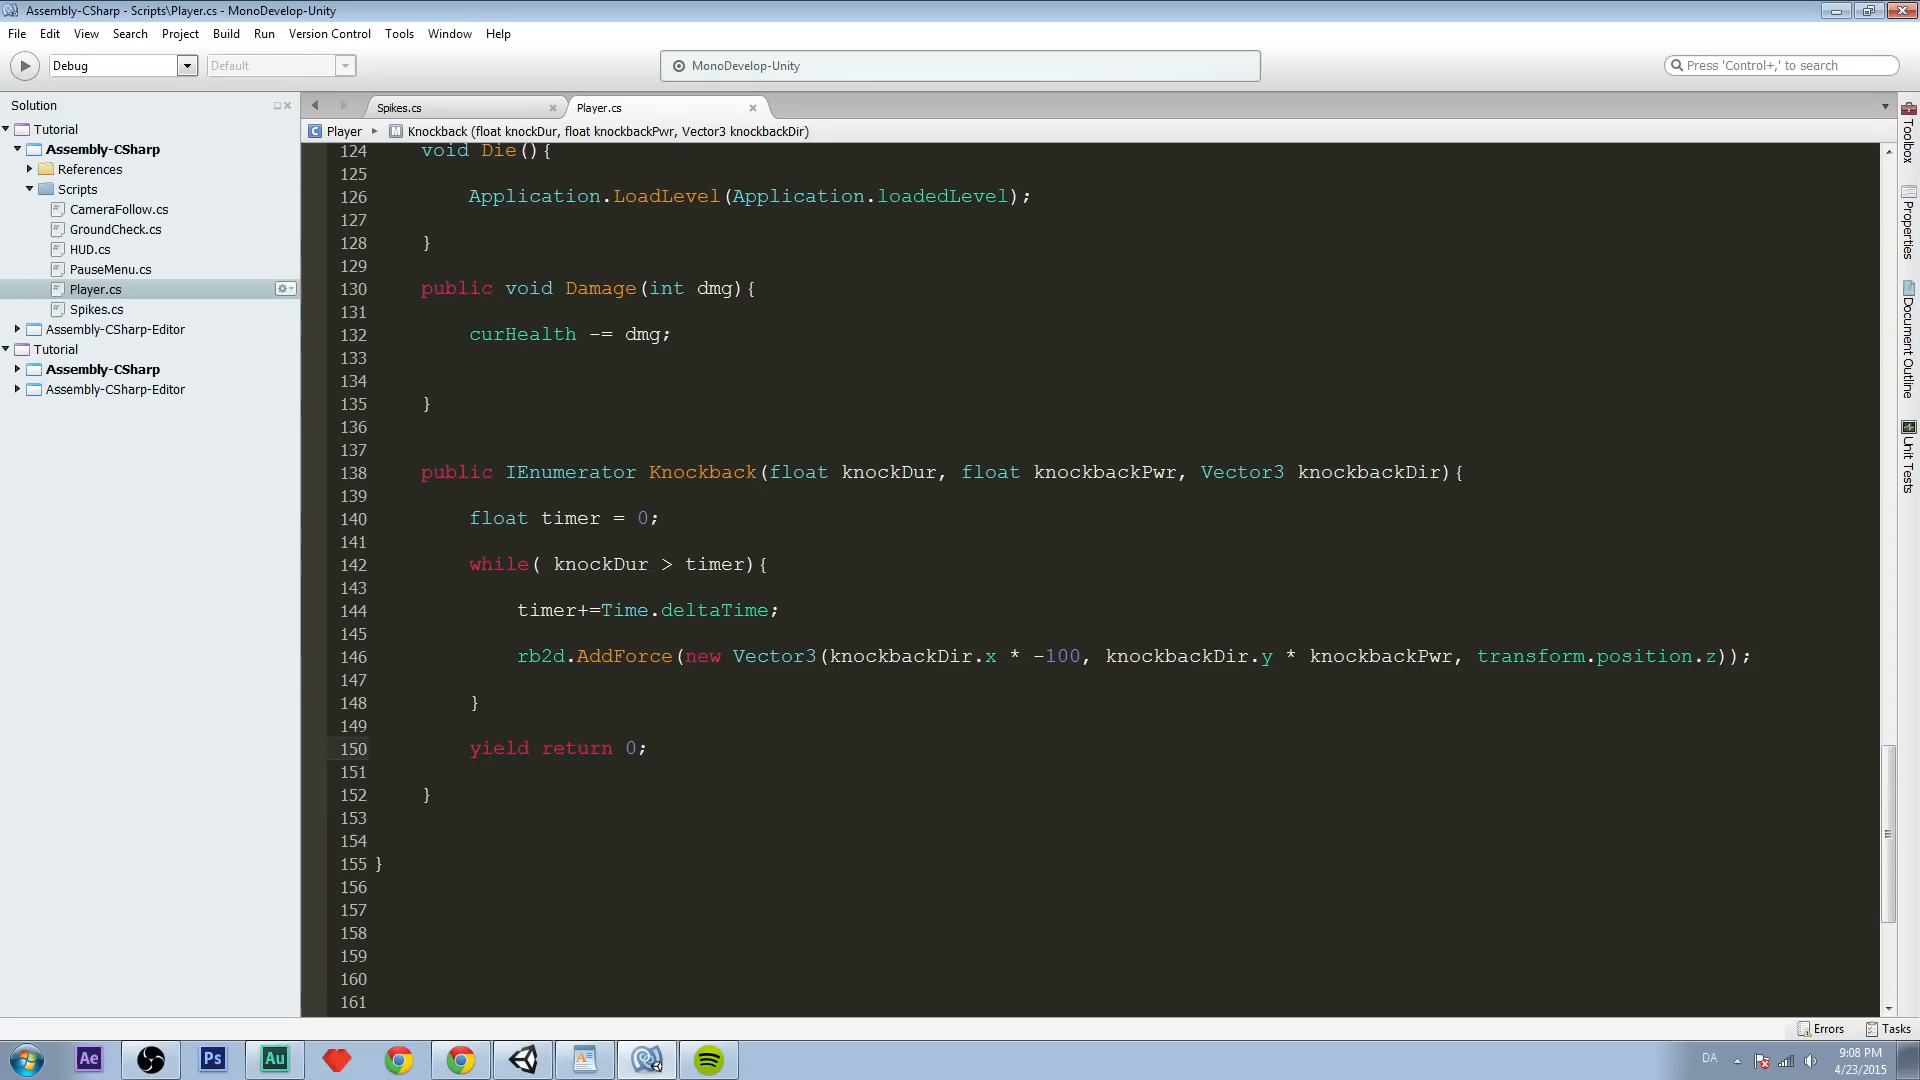 Assembly-CSharp - Scripts\Player.cs - MonoDevelop-Unity
File Edit View Search Project Build Run Version Control Tools Window Help
Debug Default MonoDevelop-Unity Press 'Control+,' to search
Solution
Tutorial
Assembly-CSharp
References
Scripts
CameraFollow.cs
GroundCheck.cs
HUD.cs
PauseMenu.cs
Player.cs
Spikes.cs
Assembly-CSharp-Editor
Tutorial
Assembly-CSharp
Assembly-CSharp-Editor
Spikes.cs Player.cs
Player Knockback (float knockDur, float knockbackPwr, Vector3 knockbackDir)
124 void Die(){
125
126 Application.LoadLevel(Application.loadedLevel);
127
128 }
129
130 public void Damage(int dmg){
131
132 curHealth -= dmg;
133
134
135 }
136
137
138 public IEnumerator Knockback(float knockDur, float knockbackPwr, Vector3 knockbackDir){
139
140 float timer = 0;
141
142 while( knockDur > timer){
143
144 timer+=Time.deltaTime;
145
146 rb2d.AddForce(new Vector3(knockbackDir.x * -100, knockbackDir.y * knockbackPwr, transform.position.z));
147
148 }
149
150 yield return 0;
151
152 }
153
154
155 }
156
157
158
159
160
161
Toolbox
Properties
Document Outline
Unit Tests
Errors Tasks
Ae Ps Au
DA 9:08 PM
4/23/2015